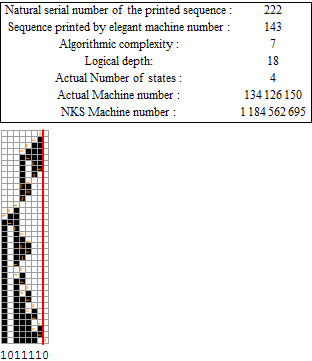 Natural serial number of the printed sequence : 222
Sequence printed by elegant machine number : 143
Algorithmic complexity : 7
Logical depth: 18
Actual Number of states : 4
Actual Machine number : 134 126 150
NKS Machine number : 1 184 562 695
1011110